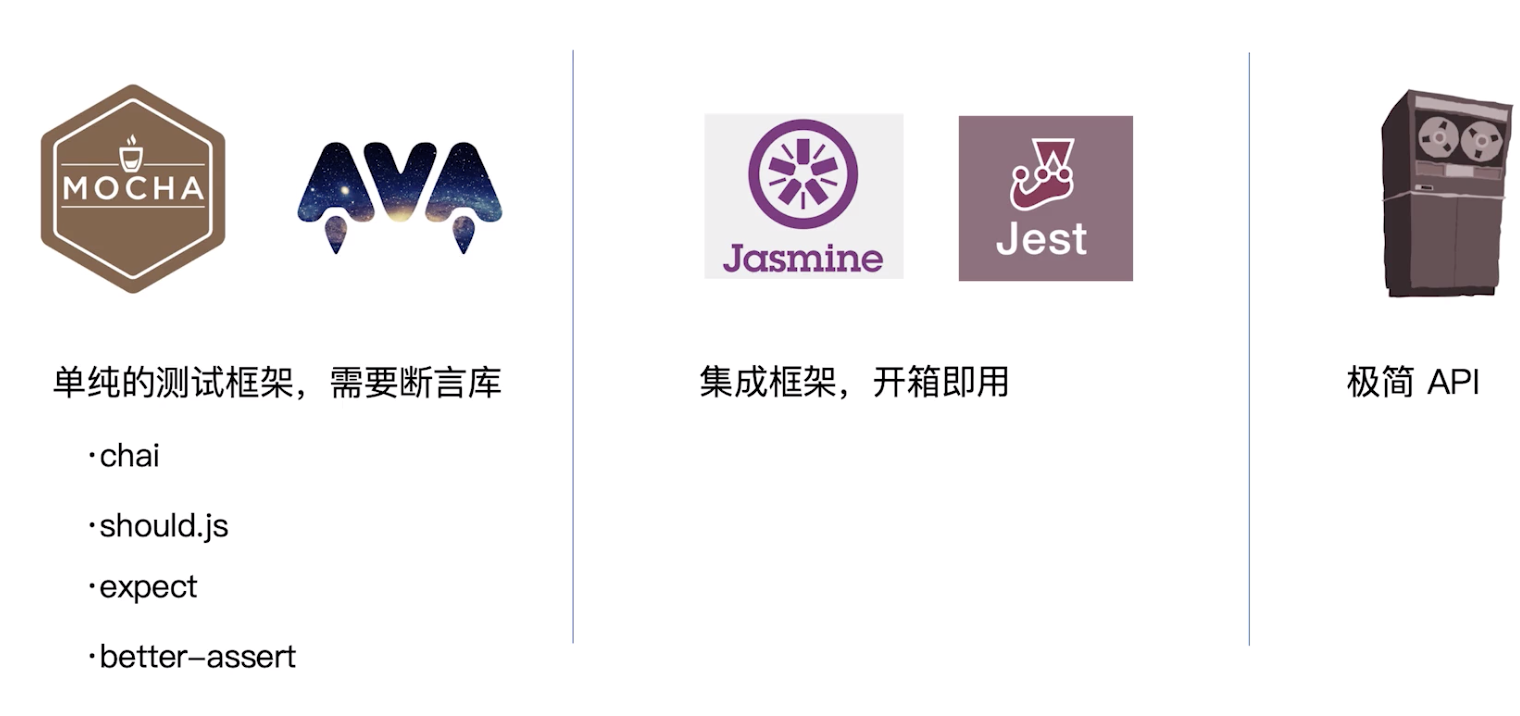 MOCHA
AVA
Jasmine
Jest
单纯的测试框架，需要断言库
·chai
·should.js
·expect
·better-assert
集成框架，开箱即用
极简 API